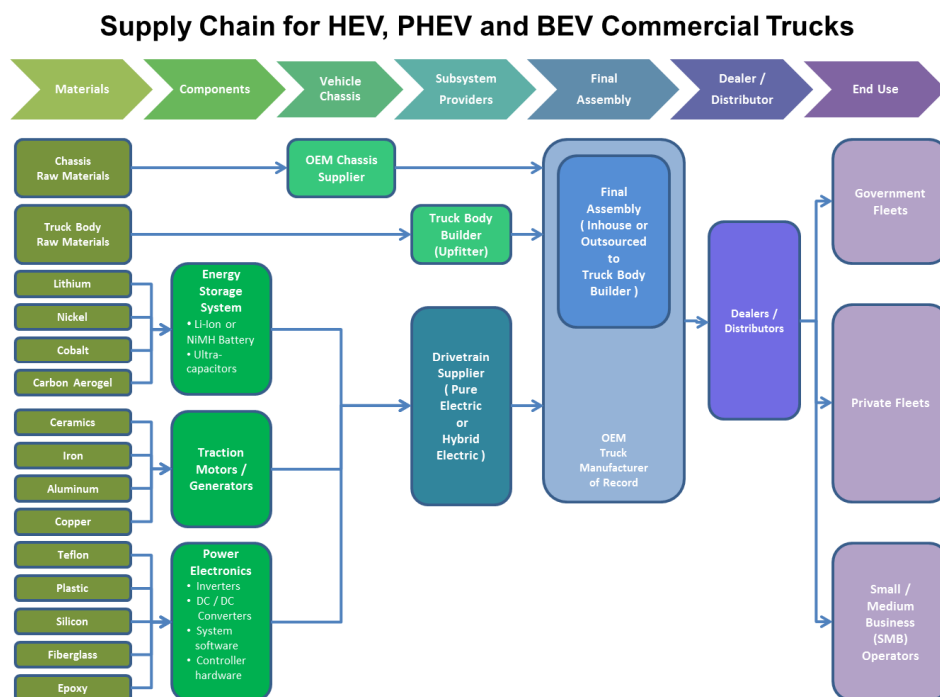 Supply Chain for HEV, PHEV and BEV Commercial Trucks
Materials
Components
Vehicle
Chassis
Subsystem
Providers
Final
Assembly
Dealer /
Distributor
End Use
Chassis
Raw Materials
OEM Chassis
Supplier
Truck Body
Raw Materials
Truck Body
Builder
(Upfitter)
Lithium
Nickel
Cobalt
Carbon Aerogel
Energy
Storage
System
• Li-Ion or
NiMH Battery
• Ultra-
capacitors
Ceramics
Iron
Aluminum
Copper
Traction
Motors /
Generators
Teflon
Plastic
Silicon
Fiberglass
Epoxy
Power
Electronics
• Inverters
• DC / DC
Converters
• System
software
• Controller
hardware
Drivetrain
Supplier
( Pure
Electric
or
Hybrid
Electric )
Final
Assembly
( Inhouse or
Outsourced
to
Truck Body
Builder )
OEM
Truck
Manufacturer
of Record
Dealers /
Distributors
Government
Fleets
Private Fleets
Small /
Medium
Business
(SMB)
Operators